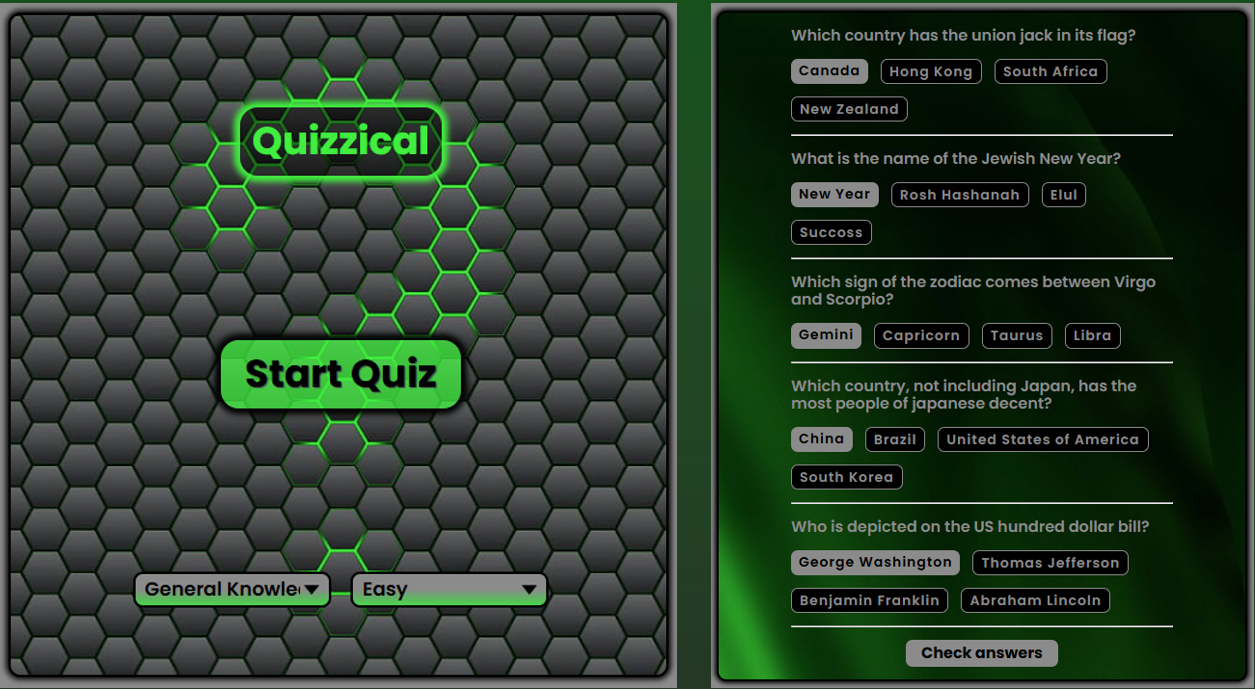 Quizzical
Start Quiz
General Knowle
Easy
Which country has the union jack in its flag?
Canada Hong Kong South Africa
New Zealand
What is the name of the Jewish New Year?
New Year Rosh Hashanah Elul
Succoss
Which sign of the zodiac comes between Virgo
and Scorpio?
Gemini Capricorn Taurus Libra
Which country, not including Japan, has the
most people of japanese decent?
China Brazil United States of America
South Korea
Who is depicted on the US hundred dollar bill?
George Washington Thomas Jefferson
Benjamin Franklin Abraham Lincoln
Check answers